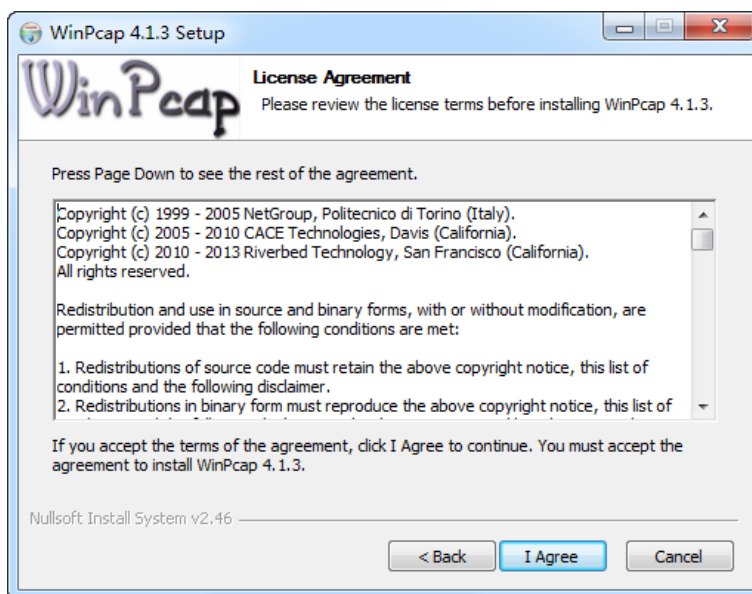 WinPcap 4.1.3 Setup
WinPcap
License Agreement
Please review the license terms before installing WinPcap 4.1.3.
Press Page Down to see the rest of the agreement.
Copyright (c) 1999 - 2005 NetGroup, Politecnico di Torino (Italy).
Copyright (c) 2005 - 2010 CACE Technologies, Davis (California).
Copyright (c) 2010 - 2013 Riverbed Technology, San Francisco (California).
All rights reserved.
Redistribution and use in source and binary forms, with or without modification, are
permitted provided that the following conditions are met:
1. Redistributions of source code must retain the above copyright notice, this list of
conditions and the following disclaimer.
2. Redistributions in binary form must reproduce the above copyright notice, this list of
If you accept the terms of the agreement, click I Agree to continue. You must accept the
agreement to install WinPcap 4.1.3.
Nullsoft Install System v2.46
< Back
I Agree
Cancel